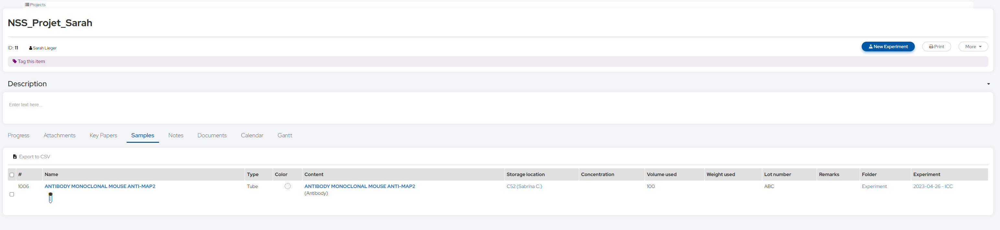 Projects
NSS_Projet_Sarah
ID: 11 Sarah Lieger
New Experiment Print More
Tag this item
Description
Enter text here...
Progress Attachments Key Papers Samples Notes Documents Calendar Gantt
Export to CSV
# Name Type Color Content Storage location Concentration Volume used Weight used Lot number Remarks Folder Experiment
1006 ANTIBODY MONOCLONAL MOUSE ANTI-MAP2 Tube ANTIBODY MONOCLONAL MOUSE ANTI-MAP2 C52 (Sabrina C.) 100 ABC Experiment 2023-04-26 - ICC
(Antibody)